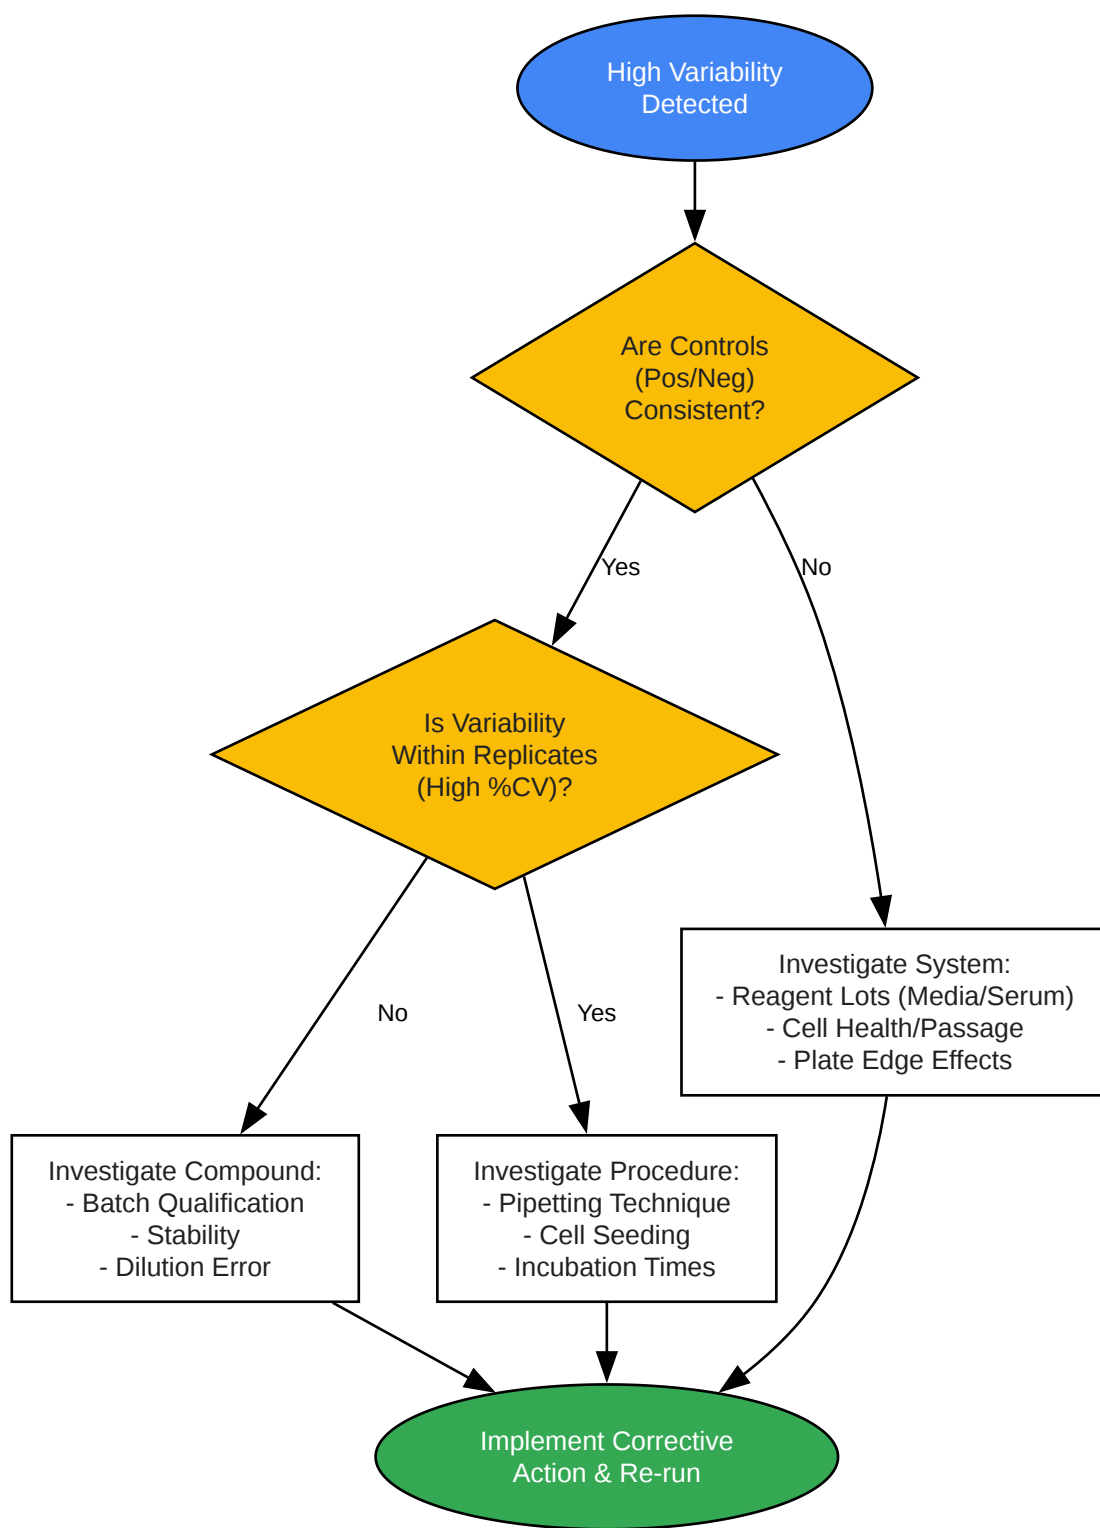 High Variability
Detected
Are Controls
(Pos/Neg)
Consistent?
Yes
No
Is Variability
Within Replicates
(High %CV)?
No
Yes
Investigate System:
- Reagent Lots (Media/Serum)
- Cell Health/Passage
- Plate Edge Effects
Investigate Compound:
- Batch Qualification
- Stability
- Dilution Error
Investigate Procedure:
- Pipetting Technique
- Cell Seeding
- Incubation Times
Implement Corrective
Action & Re-run